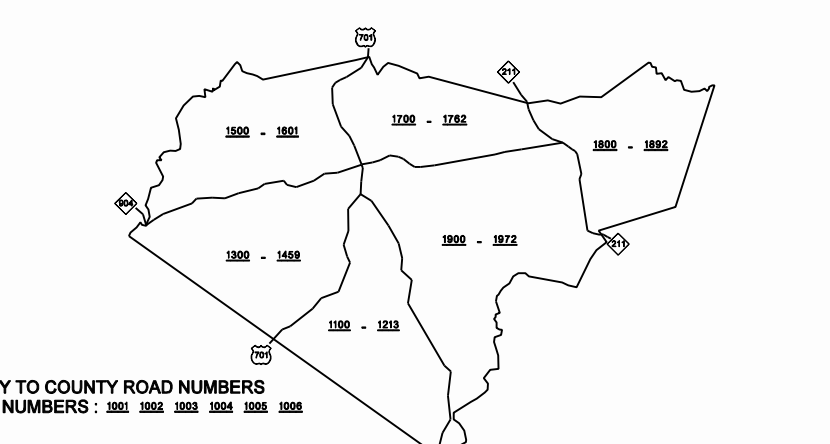 701
211
1700 - 1762
1500 - 1601
1800 - 1892
904
1900 - 1972
211
1300 - 1459
1100 - 1213
701
Y TO COUNTY ROAD NUMBERS
NUMBERS : 1001 1002 1003 1004 1005 1006